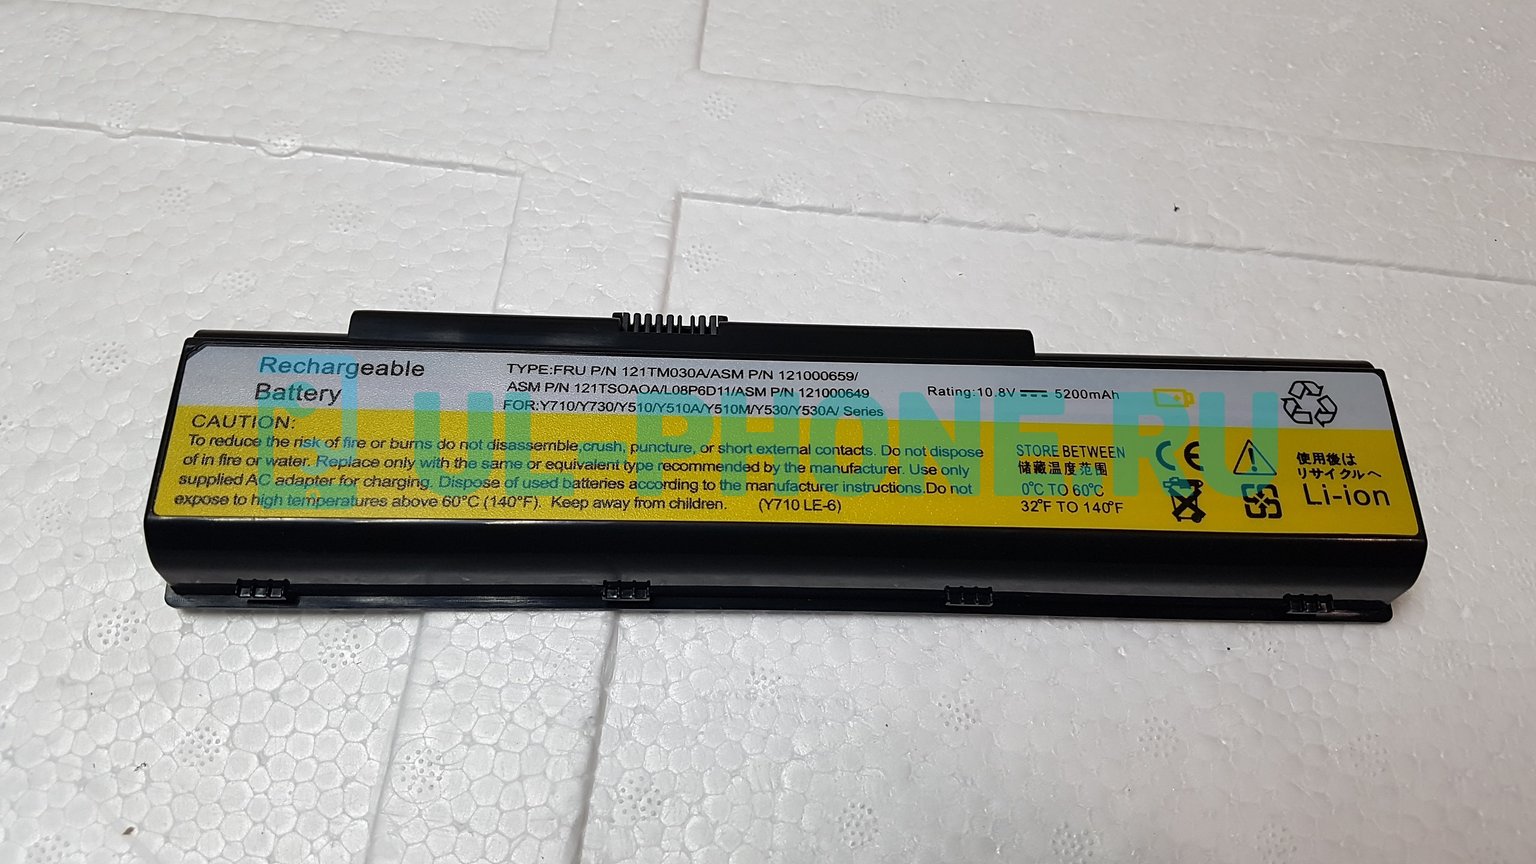 Rechargeable
Battery
TYPE:FRU P/N 121TM030A/ASM P/N 121000659/
ASM P/N 121TSOAOA/L08P6D11/ASM P/N 121000649
FOR:Y710/Y730/Y510/Y510A/Y510M/Y530/Y530A/ Series
Rating:10.8V 5200mAh
CAUTION:
To reduce the risk of fire or burns do not disassemble,crush, puncture, or short external contacts. Do not dispose
of in fire or water. Replace only with the same or equivalent type recommended by the manufacturer. Use only
supplied AC adapter for charging. Dispose of used batteries according to the manufacturer instructions.Do not
expose to high temperatures above 60°C (140°F). Keep away from children. (Y710 LE-6)
STORE BETWEEN
储藏温度范围
0°C TO 60°C
32°F TO 140°F
CE
使用後は
リサイクルへ
Li-ion
PHONE.RU